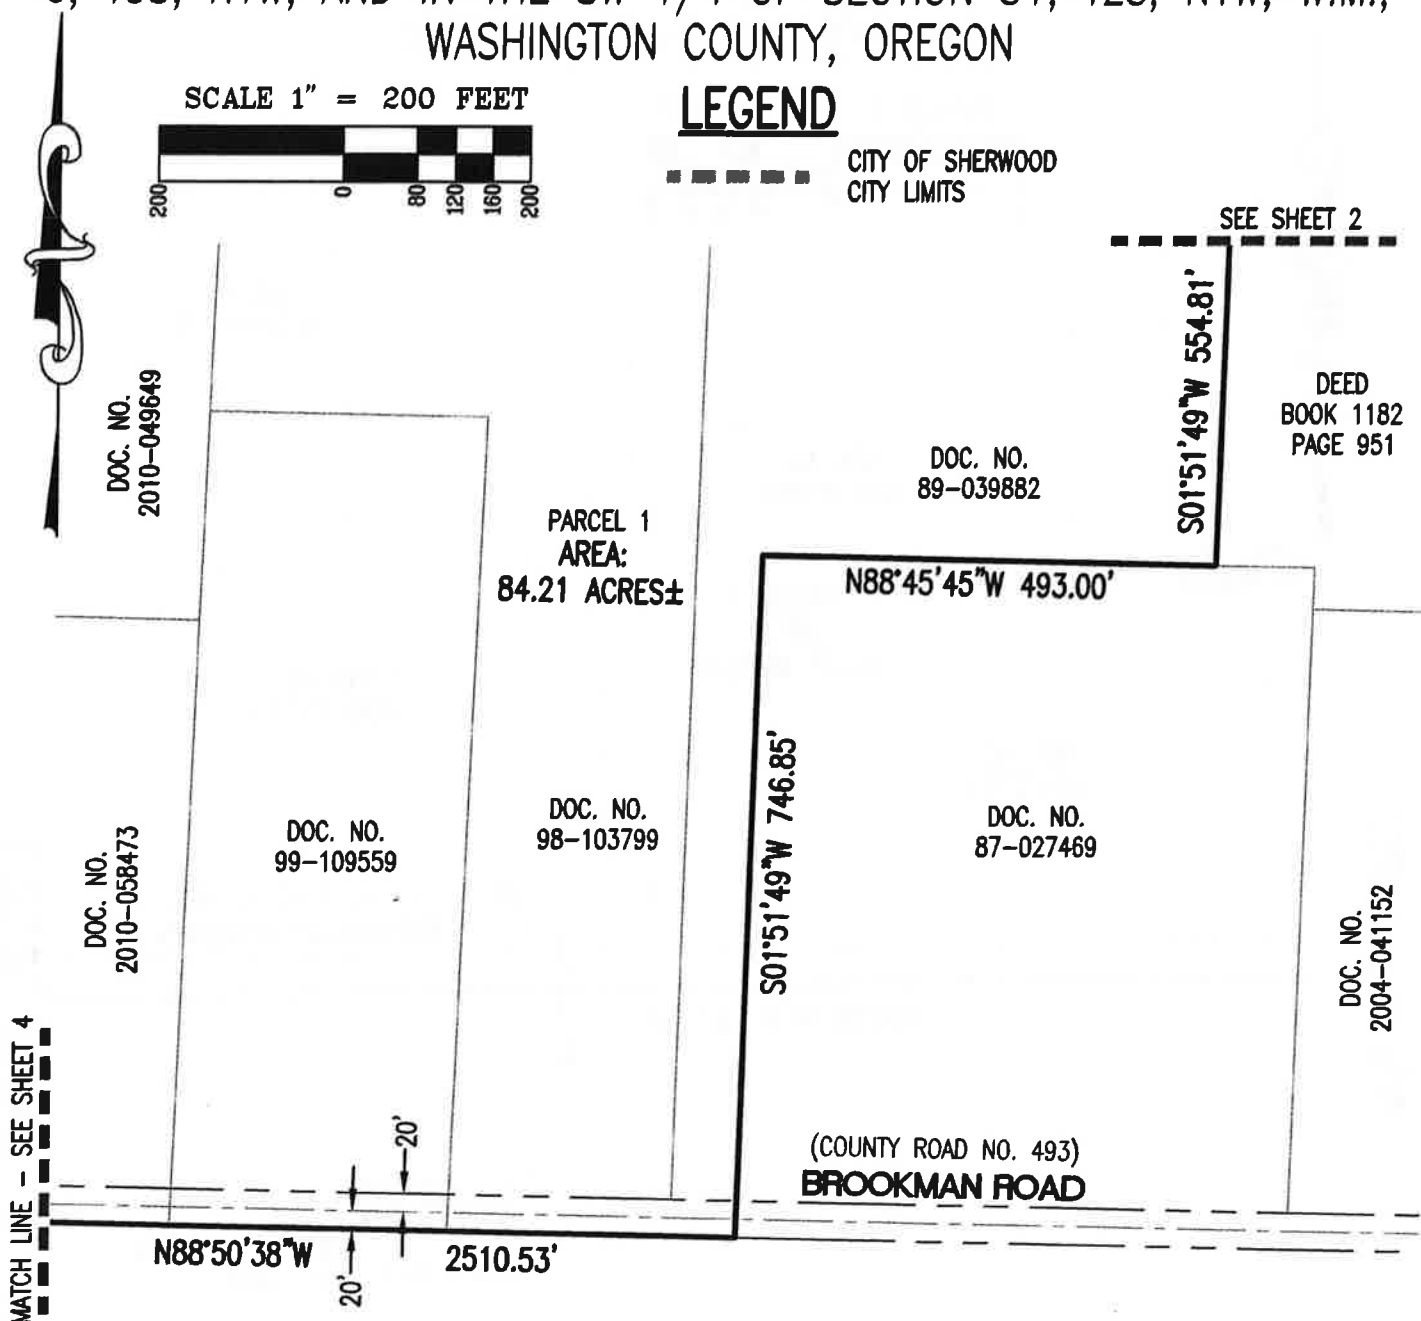 WASHINGTON COUNTY, OREGON
SCALE 1" = 200 FEET
200 0 80 120 160 200
LEGEND
CITY OF SHERWOOD
CITY LIMITS
SEE SHEET 2
S01°51'49"W 554.81'
DEED
BOOK 1182
PAGE 951
DOC. NO.
2010-049649
DOC. NO.
89-039882
PARCEL 1
AREA:
84.21 ACRES±
N88°45'45"W 493.00'
S01°51'49"W 746.85'
DOC. NO.
2010-058473
DOC. NO.
99-109559
DOC. NO.
98-103799
DOC. NO.
87-027469
DOC. NO.
2004-041152
MATCH LINE - SEE SHEET 4
20'
(COUNTY ROAD NO. 493)
BROOKMAN ROAD
N88°50'38"W 2510.53'
20'